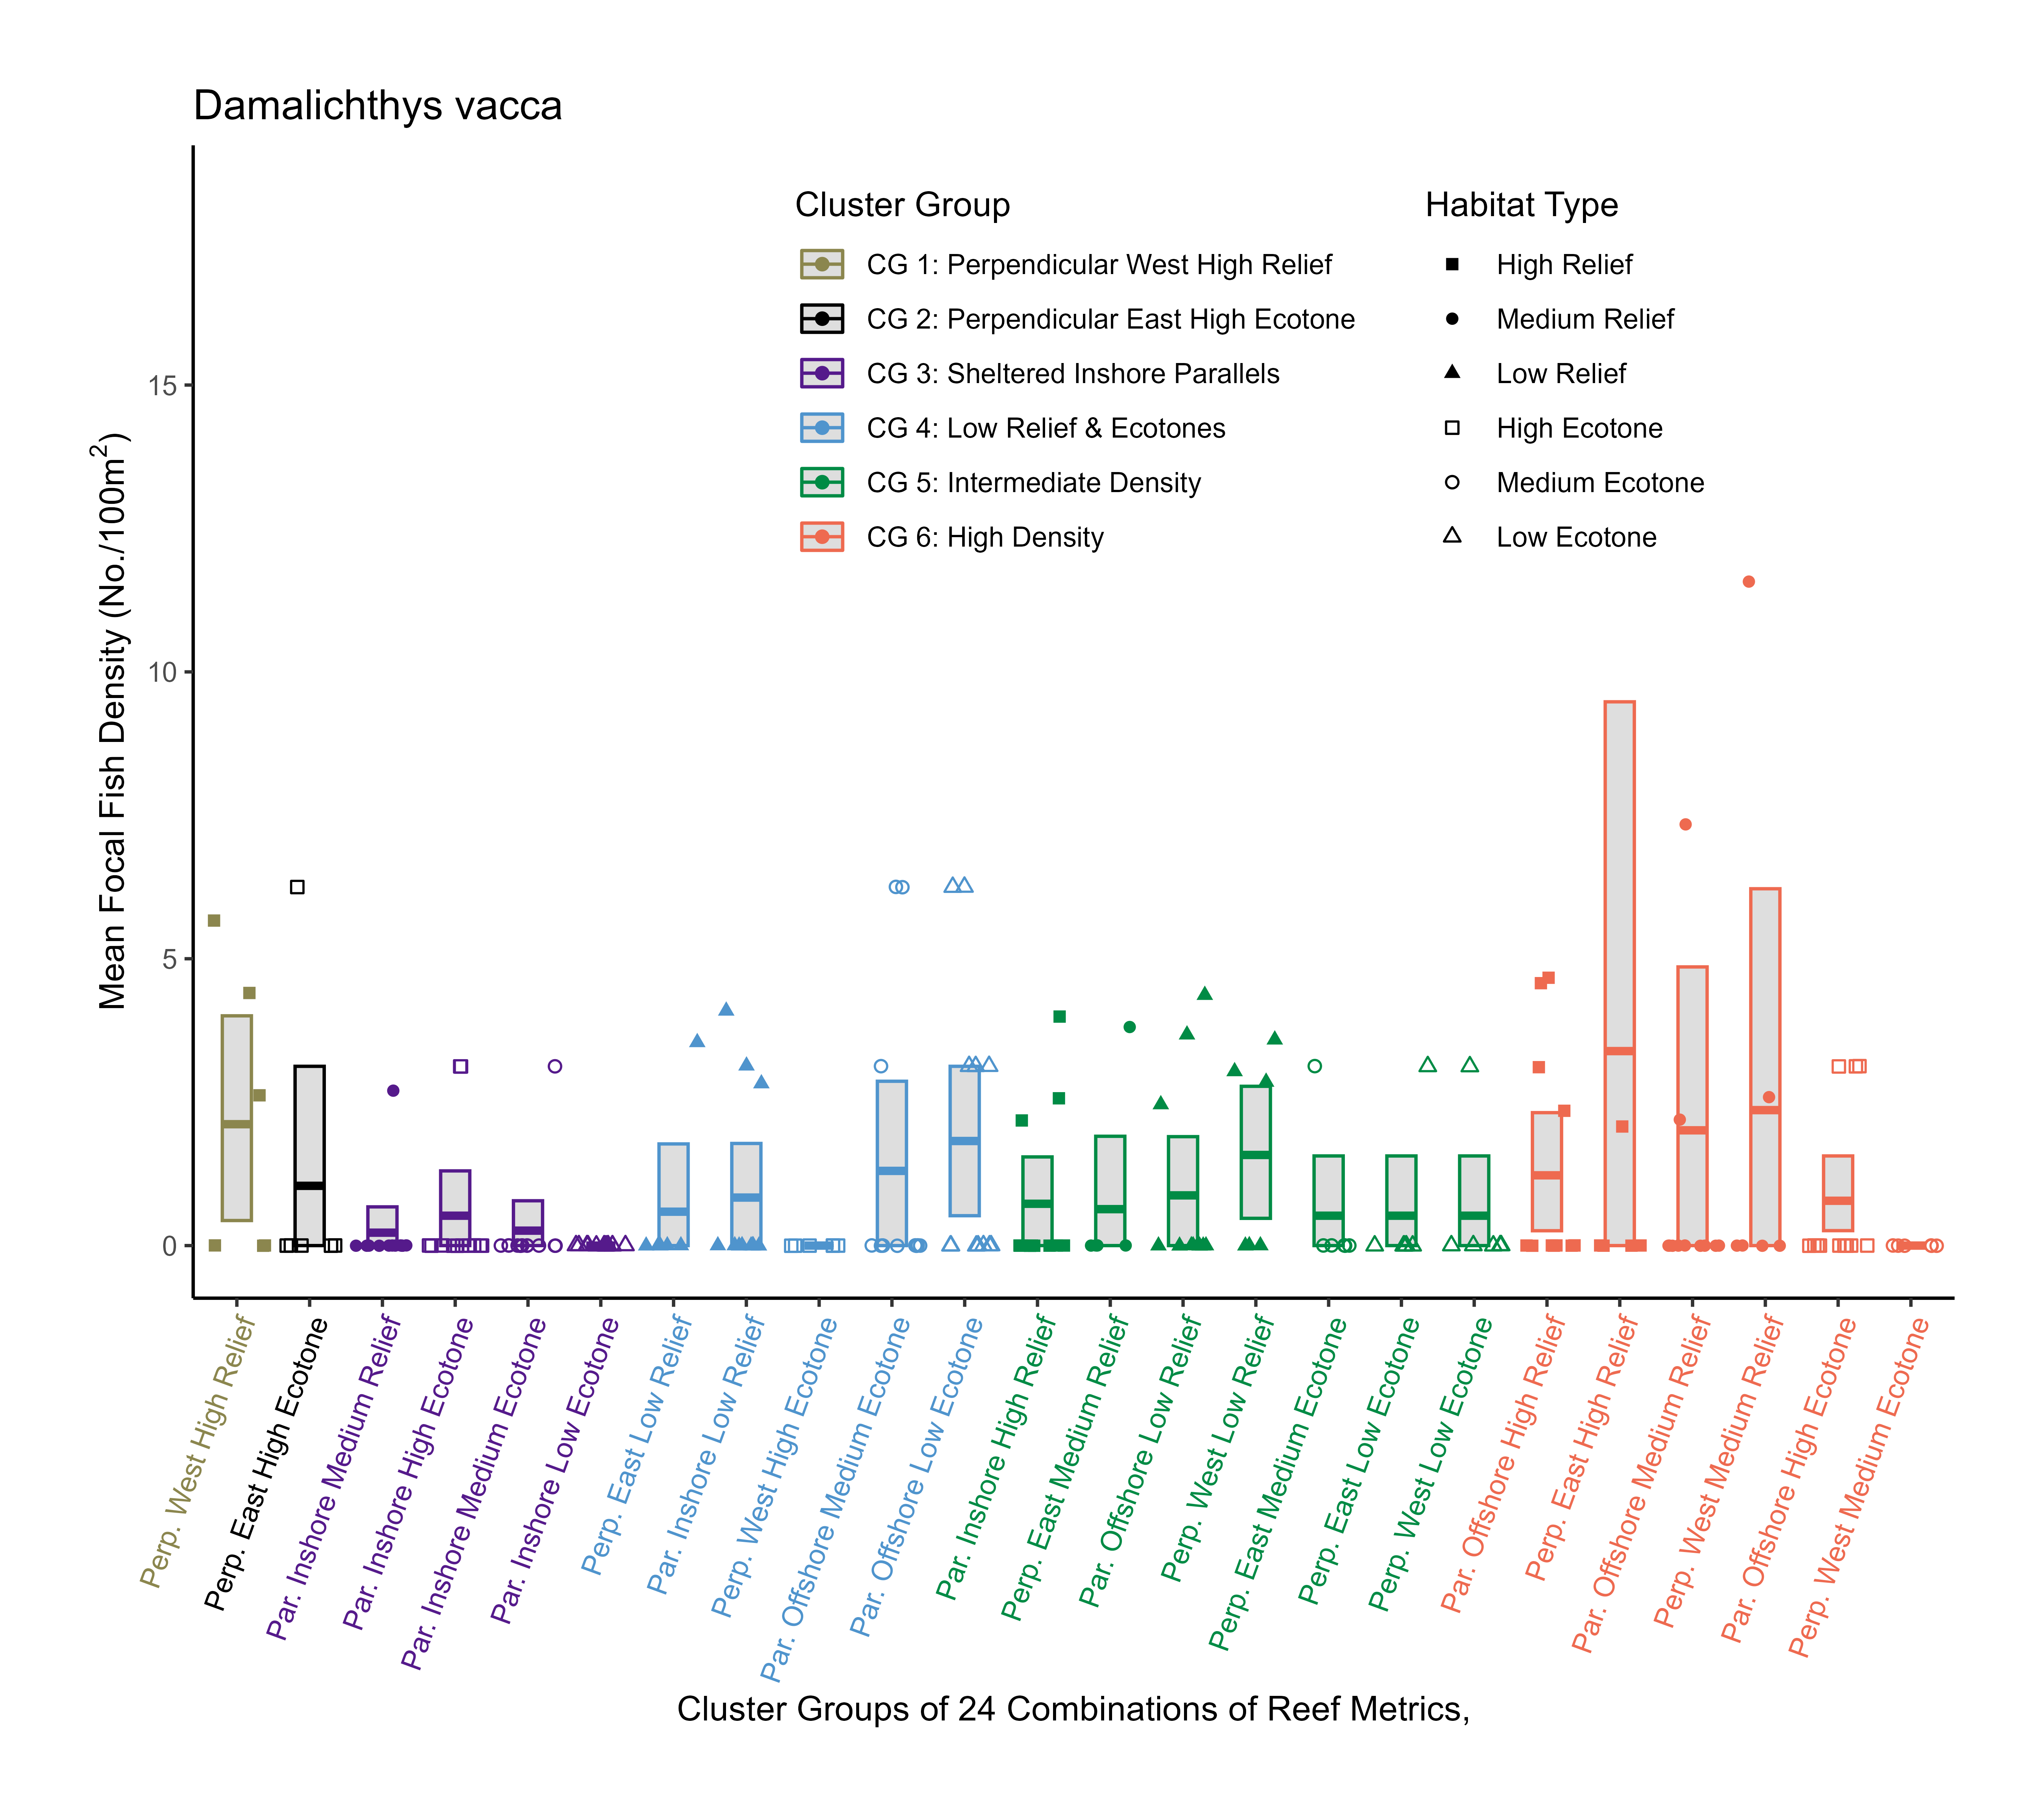 Damalichthys vacca
Mean Focal Fish Density (No./100m²)
15
10
5
0
Cluster Group
CG 1: Perpendicular West High Relief
CG 2: Perpendicular East High Ecotone
CG 3: Sheltered Inshore Parallels
CG 4: Low Relief & Ecotones
CG 5: Intermediate Density
CG 6: High Density
Habitat Type
High Relief
Medium Relief
Low Relief
High Ecotone
Medium Ecotone
Low Ecotone
Perp. West High Relief
Perp. East High Ecotone
Par. Inshore Medium Relief
Par. Inshore High Ecotone
Par. Inshore Medium Ecotone
Par. Inshore Low Ecotone
Perp. East Low Relief
Par. Inshore Low Relief
Perp. West High Ecotone
Par. Offshore Medium Ecotone
Par. Offshore Low Ecotone
Par. Inshore High Relief
Perp. East Medium Relief
Par. Offshore Low Relief
Perp. West Low Relief
Perp. East Medium Ecotone
Perp. East Low Ecotone
Perp. West Low Ecotone
Par. Offshore High Relief
Perp. East High Relief
Par. Offshore Medium Relief
Perp. West Medium Relief
Par. Offshore High Ecotone
Perp. West Medium Ecotone
Cluster Groups of 24 Combinations of Reef Metrics,